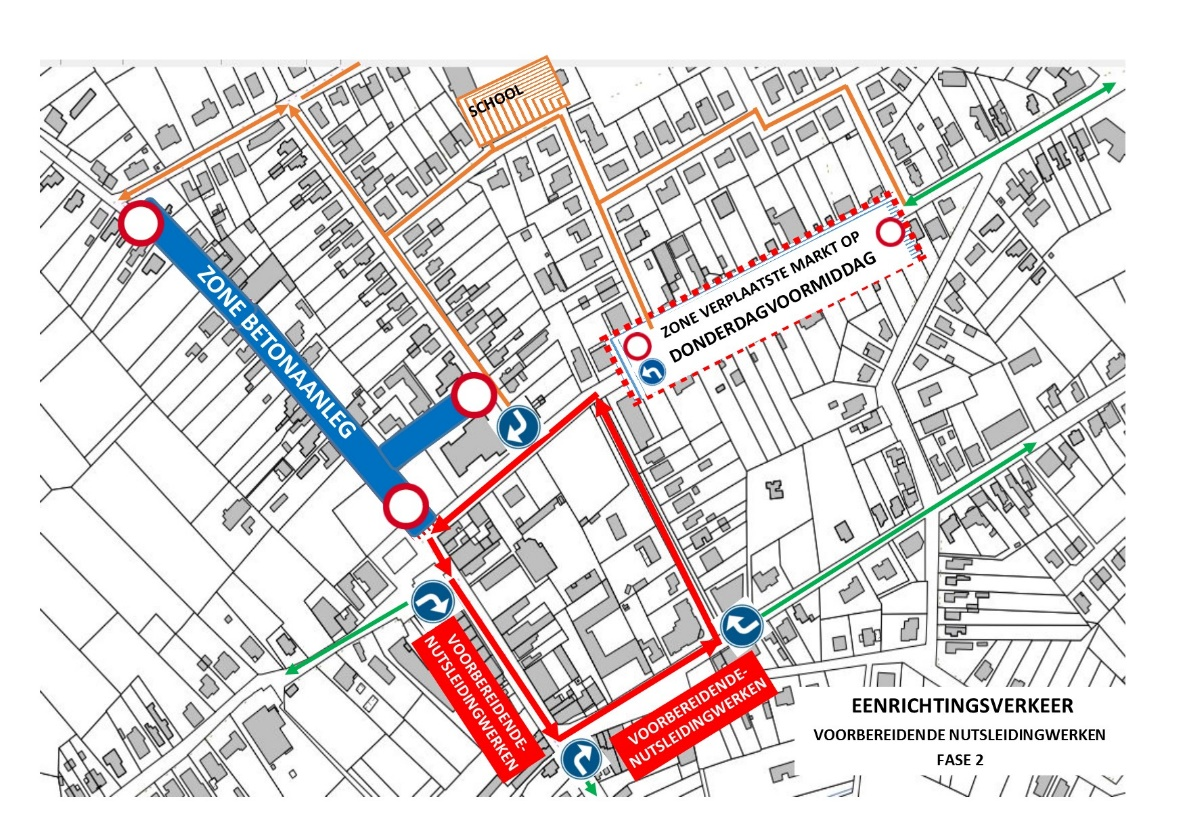 SCHOOL
ZONE VERPLAATSTE MARKT OP
DONDERDAGVOORMIDDAG
ZONE BETONAANLEG
VOORBEREIDENDE-
NUTSLEIDINGWERKEN
VOORBEREIDENDE-
NUTSLEIDINGWERKEN
EENRICHTINGSVERKEER
VOORBEREIDENDE NUTSLEIDINGWERKEN
FASE 2